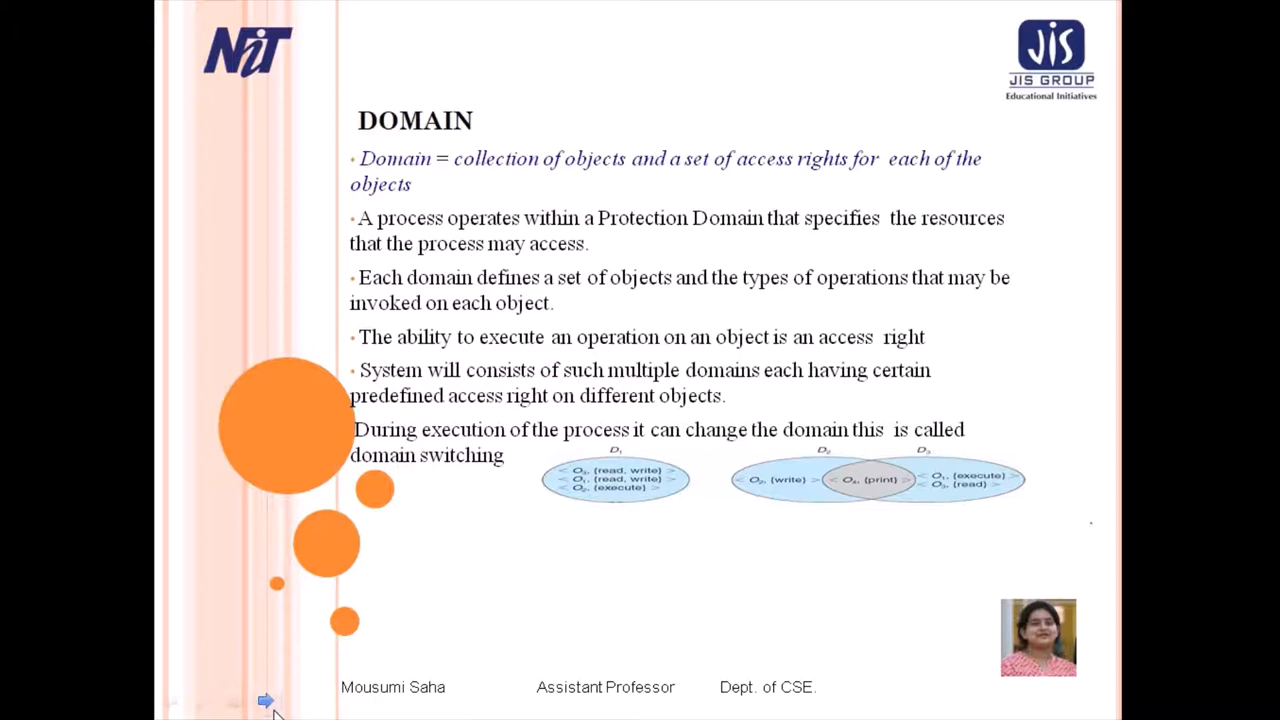 NiT
JIS
JIS GROUP
Educational Initiatives
DOMAIN
• Domain = collection of objects and a set of access rights for each of the
objects
• A process operates within a Protection Domain that specifies the resources
that the process may access.
• Each domain defines a set of objects and the types of operations that may be
invoked on each object.
• The ability to execute an operation on an object is an access right
• System will consists of such multiple domains each having certain
predefined access right on different objects.
During execution of the process it can change the domain this is called
domain switching
D₁
< O₃, {read, write} >
< O₁, {read, write} >
< O₂, {execute} >
D₂
D₃
< O₂, {write} >
< O₄, {print} >
< O₁, {execute} >
< O₃, {read} >
Mousumi Saha Assistant Professor Dept. of CSE.